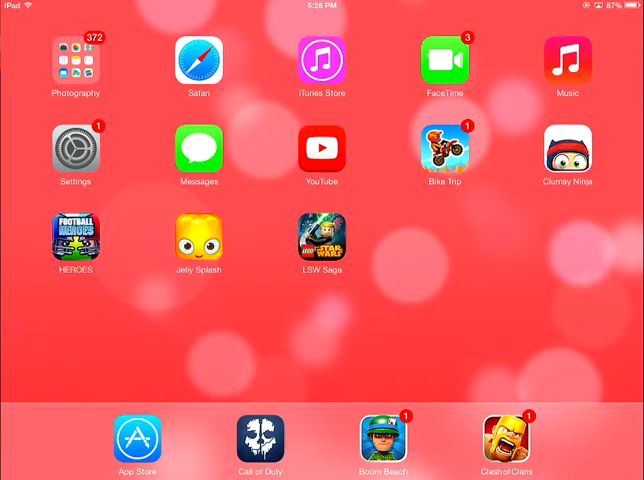 iPad 5:28 PM 87%
372 3
Photography Safari iTunes Store FaceTime Music
1 1
Settings Messages YouTube Bike Trip Clumsy Ninja
FOOTBALL
HEROES
LEGO STAR
WARS
HEROES Jelly Splash LSW Saga
1 1
App Store Call of Duty Boom Beach Clash of Clans